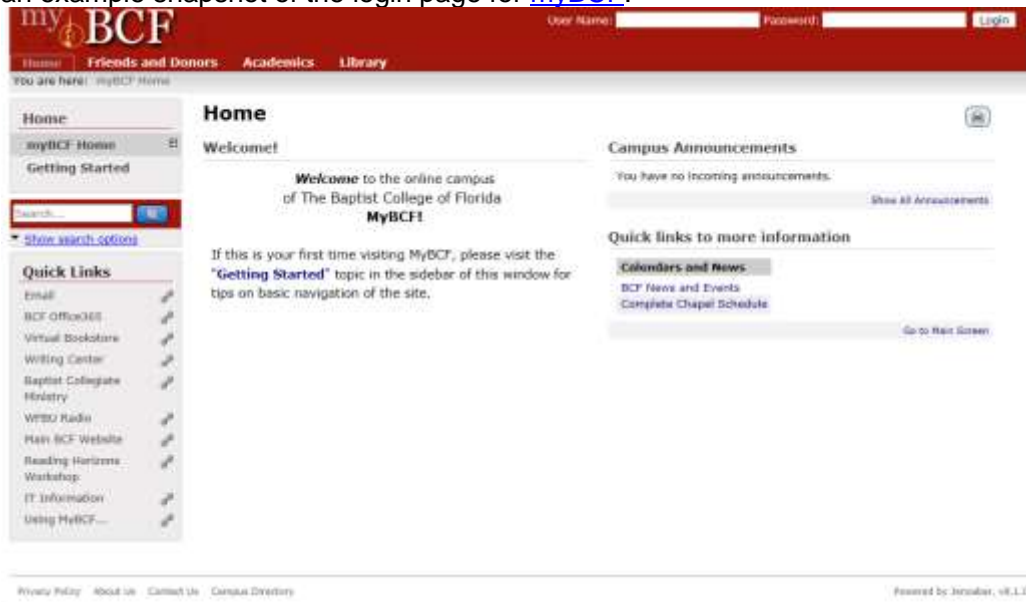 an example snapshot of the login page for myBCF.
my BCF
User Name: Password: Login
Home Friends and Donors Academics Library
You are here: myBCF Home
Home
myBCF Home
Getting Started
Search...
Show search options
Quick Links
Email
BCF Office365
Virtual Bookstore
Writing Center
Baptist Collegiate
Ministry
WFBU Radio
Main BCF Website
Reading Horizons
Workshop
IT Information
Using MyBCF...
Home
Welcome!
Welcome to the online campus
of The Baptist College of Florida
MyBCF!
If this is your first time visiting MyBCF, please visit the
"Getting Started" topic in the sidebar of this window for
tips on basic navigation of the site.
Campus Announcements
You have no incoming announcements.
Show All Announcements
Quick links to more information
Calendars and News
BCF News and Events
Complete Chapel Schedule
Go to Main Screen
Privacy Policy About Us Contact Us Campus Directory
Powered by Jenzabar.